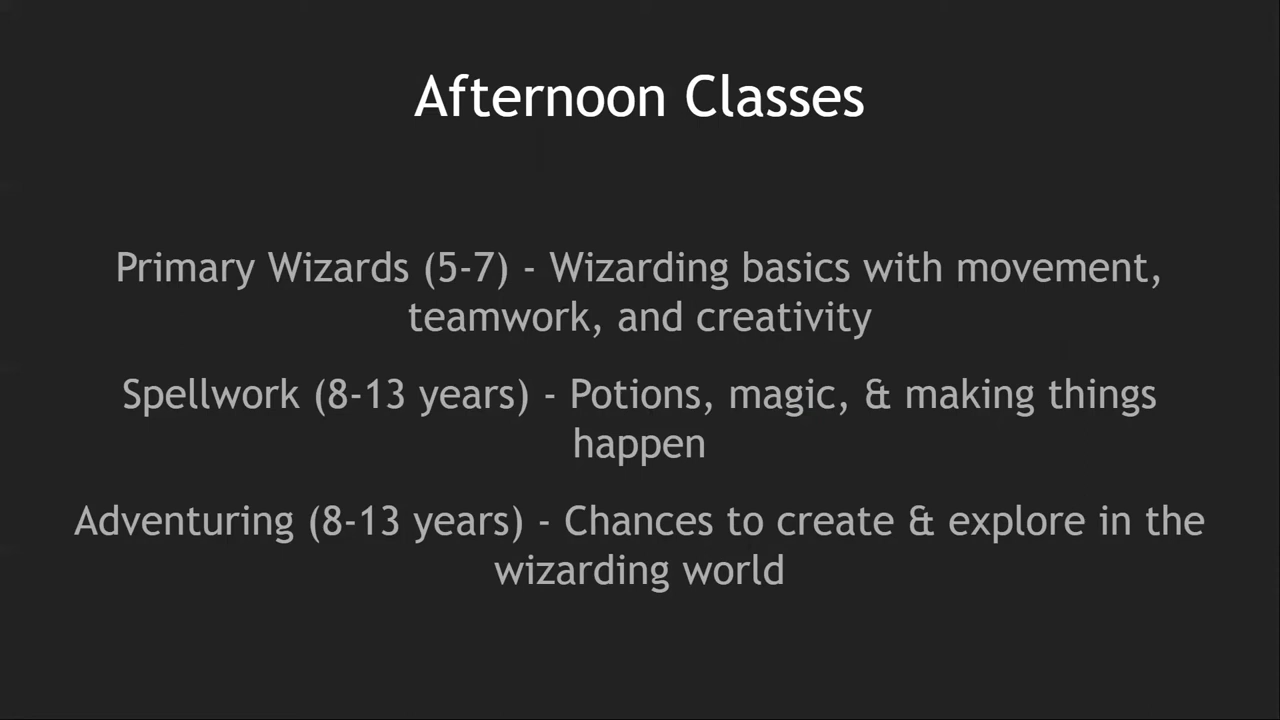 Afternoon Classes
Primary Wizards (5-7) - Wizarding basics with movement,
teamwork, and creativity
Spellwork (8-13 years) - Potions, magic, & making things
happen
Adventuring (8-13 years) - Chances to create & explore in the
wizarding world